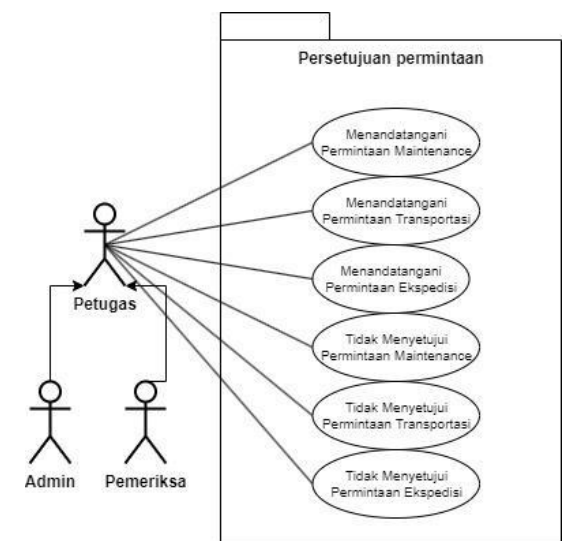 Persetujuan permintaan
Menandatangani
Permintaan Maintenance
Menandatangani
Permintaan Transportasi
Menandatangani
Permintaan Ekspedisi
Tidak Menyetujui
Permintaan Maintenance
Tidak Menyetujui
Permintaan Transportasi
Tidak Menyetujui
Permintaan Ekspedisi
Petugas
Admin
Pemeriksa